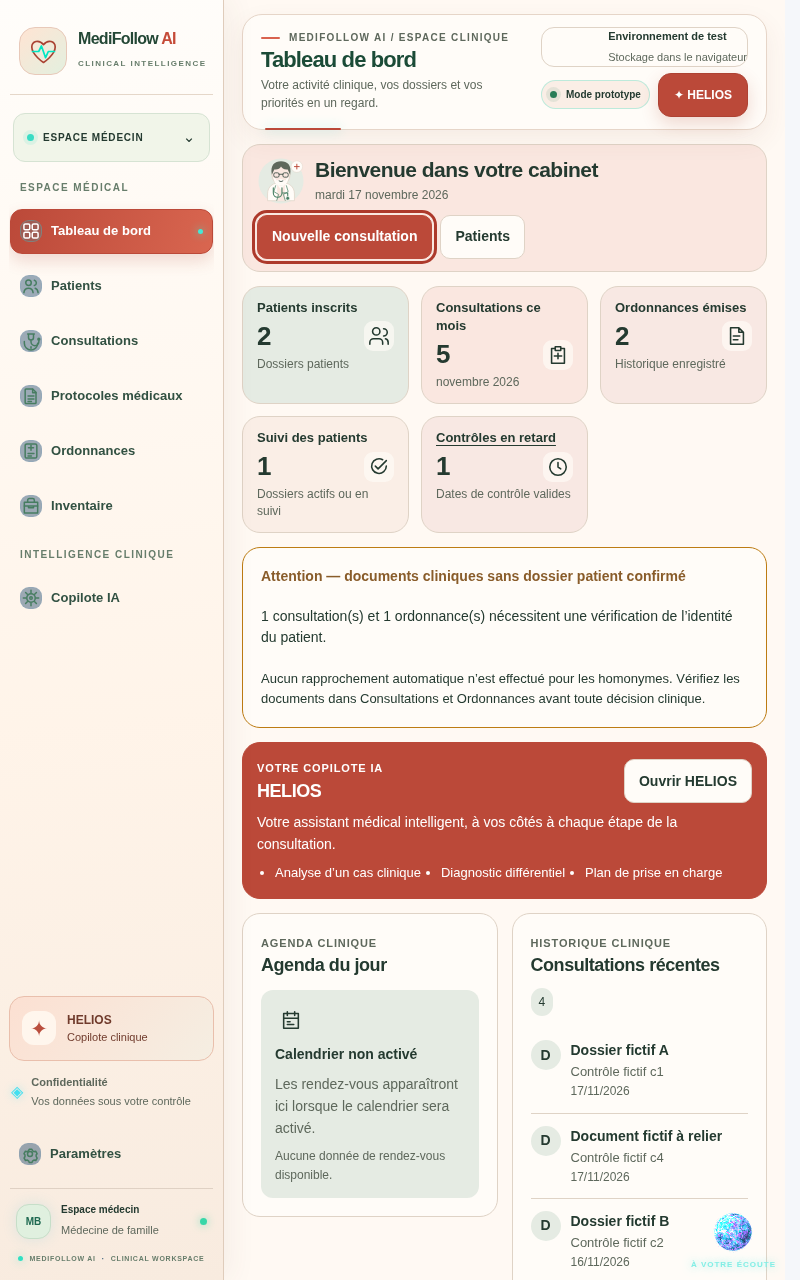 MediFollow AI
CLINICAL INTELLIGENCE
ESPACE MÉDECIN
ESPACE MÉDICAL
Tableau de bord
Patients
Consultations
Protocoles médicaux
Ordonnances
Inventaire
INTELLIGENCE CLINIQUE
Copilote IA
HELIOS
Copilote clinique
Confidentialité
Vos données sous votre contrôle
Paramètres
MB
Espace médecin
Médecine de famille
MEDIFOLLOW AI · CLINICAL WORKSPACE
MEDIFOLLOW AI / ESPACE CLINIQUE
Tableau de bord
Votre activité clinique, vos dossiers et vos
priorités en un regard.
Environnement de test
Stockage dans le navigateur
Mode prototype
✦ HELIOS
Bienvenue dans votre cabinet
mardi 17 novembre 2026
Nouvelle consultation
Patients
Patients inscrits
2
Dossiers patients
Consultations ce
mois
5
novembre 2026
Ordonnances émises
2
Historique enregistré
Suivi des patients
1
Dossiers actifs ou en
suivi
Contrôles en retard
1
Dates de contrôle valides
Attention — documents cliniques sans dossier patient confirmé
1 consultation(s) et 1 ordonnance(s) nécessitent une vérification de l’identité
du patient.
Aucun rapprochement automatique n’est effectué pour les homonymes. Vérifiez les
documents dans Consultations et Ordonnances avant toute décision clinique.
VOTRE COPILOTE IA
HELIOS
Ouvrir HELIOS
Votre assistant médical intelligent, à vos côtés à chaque étape de la
consultation.
• Analyse d’un cas clinique • Diagnostic différentiel • Plan de prise en charge
AGENDA CLINIQUE
Agenda du jour
Calendrier non activé
Les rendez-vous apparaîtront
ici lorsque le calendrier sera
activé.
Aucune donnée de rendez-vous
disponible.
HISTORIQUE CLINIQUE
Consultations récentes
4
D
Dossier fictif A
Contrôle fictif c1
17/11/2026
D
Document fictif à relier
Contrôle fictif c4
17/11/2026
D
Dossier fictif B
Contrôle fictif c2
16/11/2026
À VOTRE ÉCOUTE